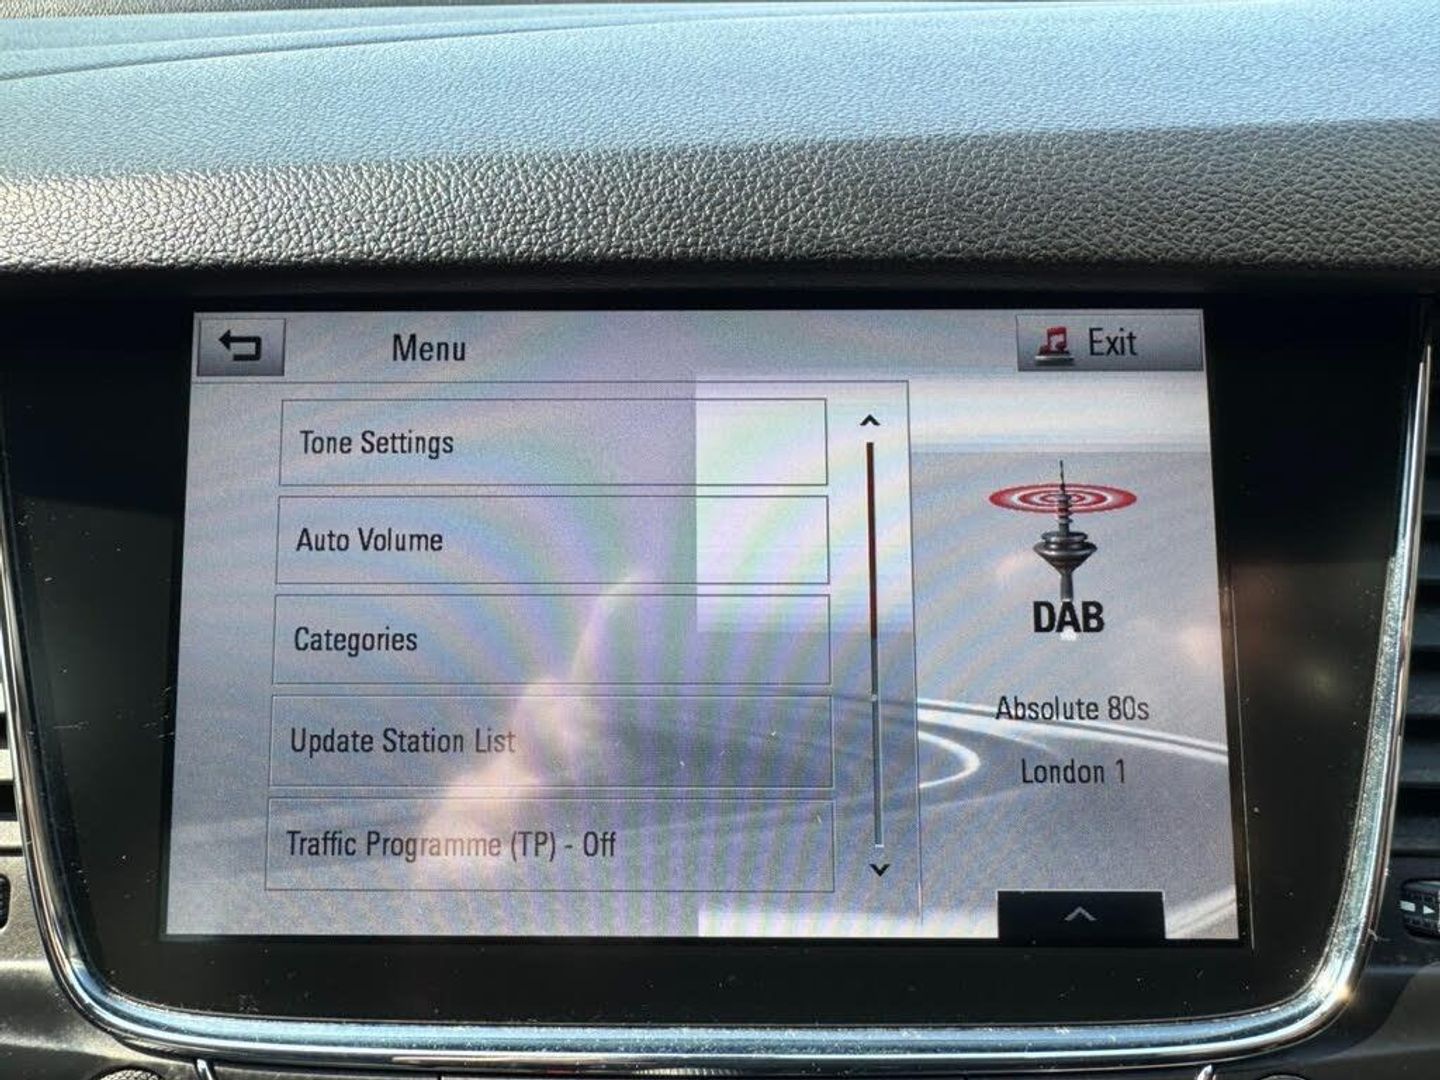 Menu
Exit
Tone Settings
Auto Volume
Categories
Update Station List
Traffic Programme (TP) - Off
DAB
Absolute 80s
London 1